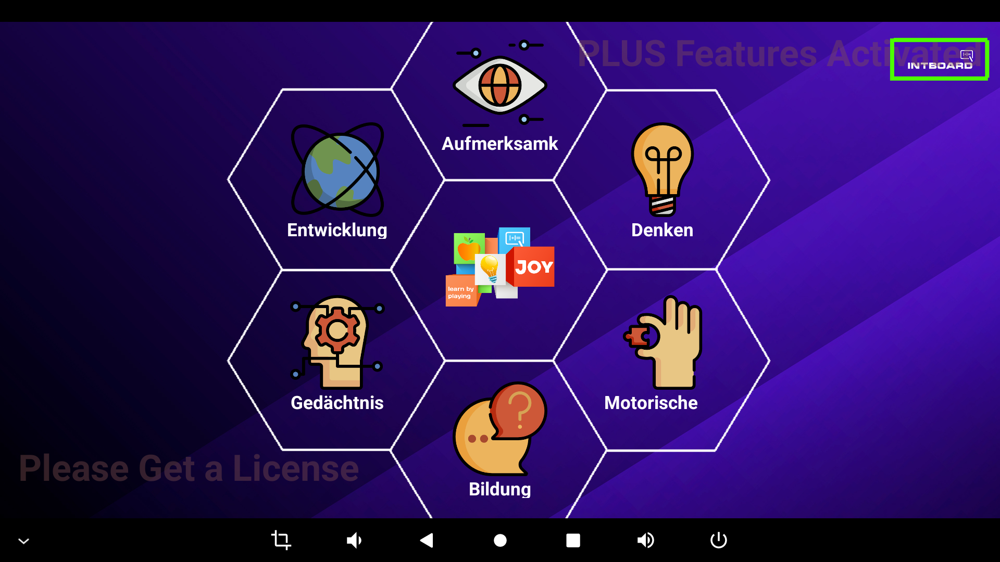 PLUS Features Activated
INTBOARD
Aufmerksamk
Entwicklung
Denken
|+|=
JOY
learn by
playing
Gedächtnis
Motorische
Bildung
Please Get a License